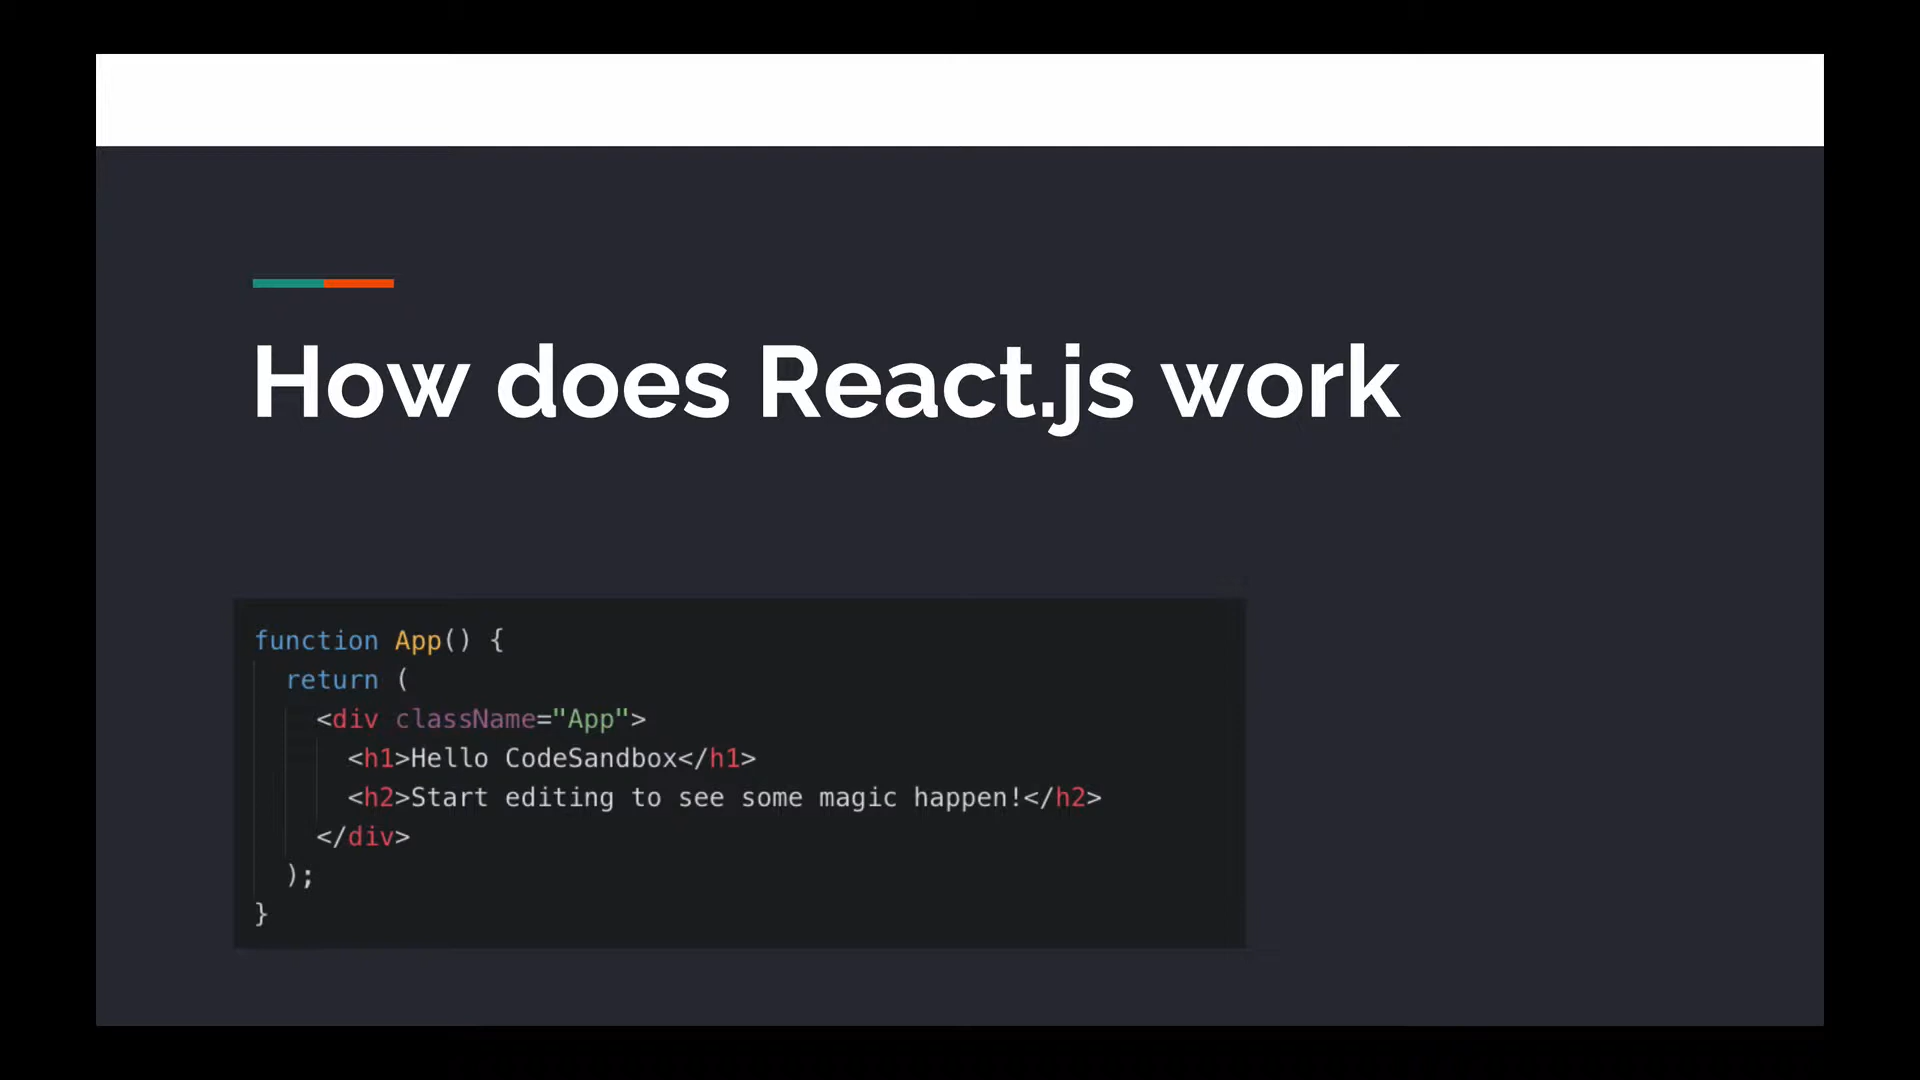 How does React.js work
function App() {
  return (
    <div className="App">
      <h1>Hello CodeSandbox</h1>
      <h2>Start editing to see some magic happen!</h2>
    </div>
  );
}